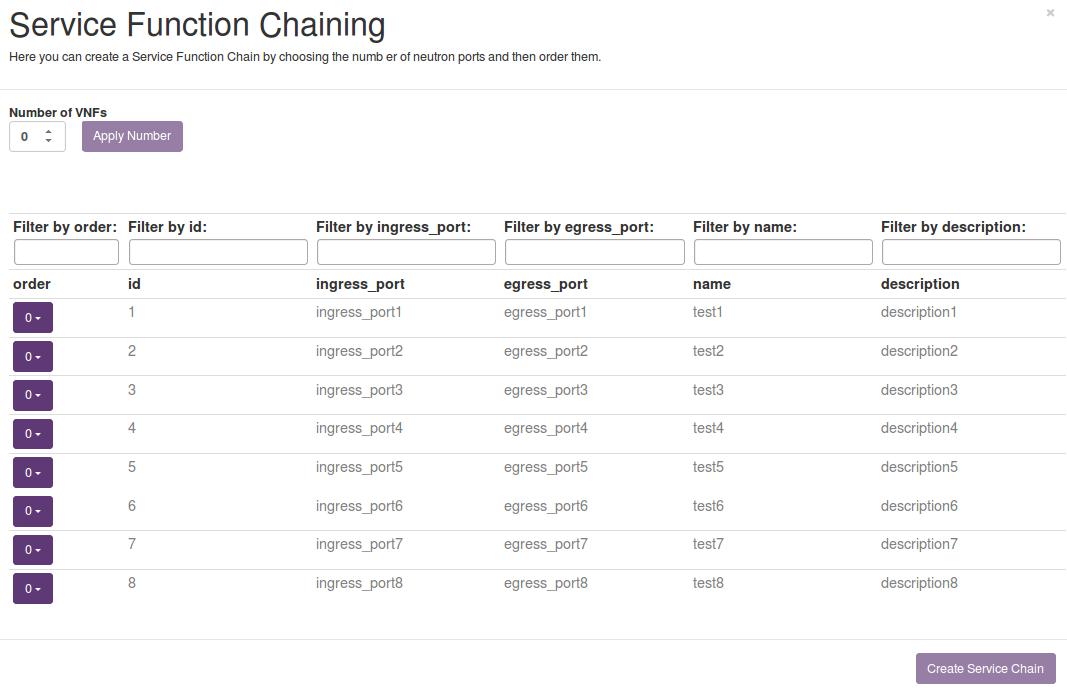 Service Function Chaining
×
Here you can create a Service Function Chain by choosing the numb er of neutron ports and then order them.
Number of VNFs
0 Apply Number
Filter by order: Filter by id: Filter by ingress_port: Filter by egress_port: Filter by name: Filter by description:
order id ingress_port egress_port name description
0 1 ingress_port1 egress_port1 test1 description1
0 2 ingress_port2 egress_port2 test2 description2
0 3 ingress_port3 egress_port3 test3 description3
0 4 ingress_port4 egress_port4 test4 description4
0 5 ingress_port5 egress_port5 test5 description5
0 6 ingress_port6 egress_port6 test6 description6
0 7 ingress_port7 egress_port7 test7 description7
0 8 ingress_port8 egress_port8 test8 description8
Create Service Chain